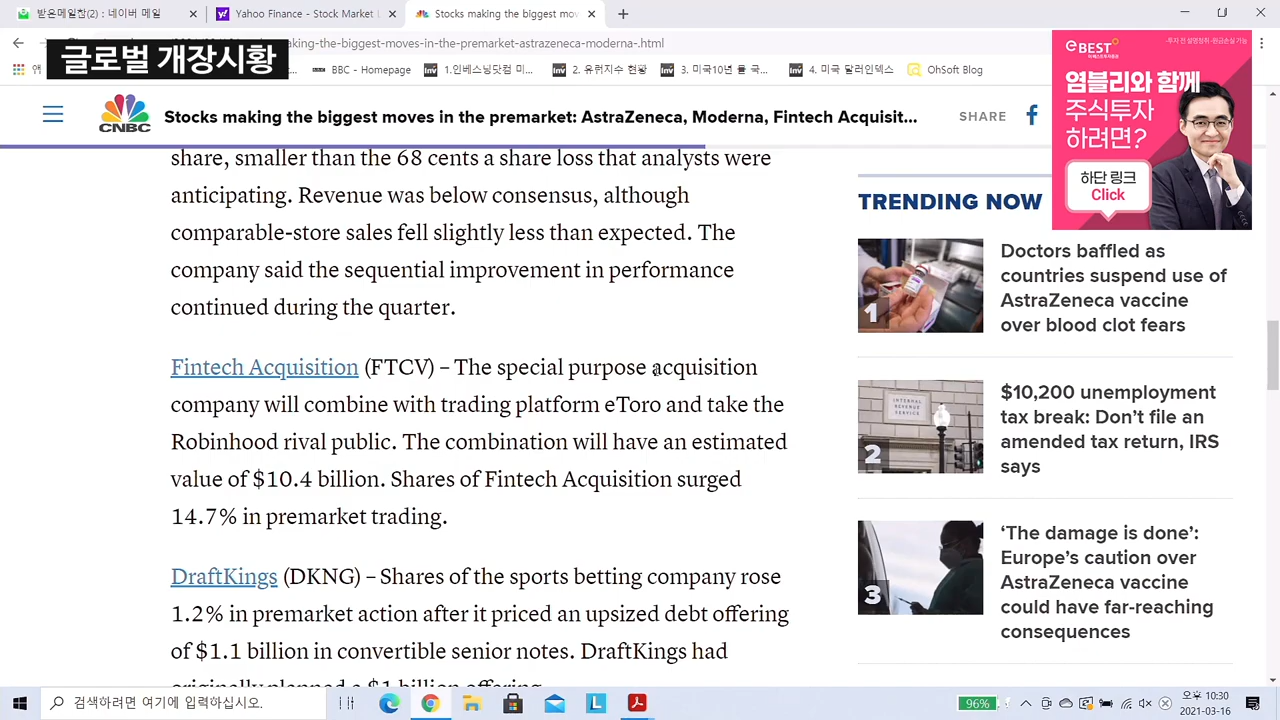 받은메일함 : 네이버 메일
Yahoo Finance - Stock
Stocks making the biggest mov
글로벌 개장시황
aking-the-biggest-moves-in-the-premarket-astrazeneca-moderna.html
BBC - Homepage
1.인베스팅닷컴 미...
2. 유럽지수 현황
3. 미국10년 물 국...
4. 미국 달러인덱스
OhSoft Blog
CNBC
Stocks making the biggest moves in the premarket: AstraZeneca, Moderna, Fintech Acquisit...
SHARE
eBEST
염블리와 함께
주식투자
하려면?
하단 링크
Click
share, smaller than the 68 cents a share loss that analysts were
anticipating. Revenue was below consensus, although
comparable-store sales fell slightly less than expected. The
company said the sequential improvement in performance
continued during the quarter.
Fintech Acquisition (FTCV) – The special purpose acquisition
company will combine with trading platform eToro and take the
Robinhood rival public. The combination will have an estimated
value of $10.4 billion. Shares of Fintech Acquisition surged
14.7% in premarket trading.
DraftKings (DKNG) – Shares of the sports betting company rose
1.2% in premarket action after it priced an upsized debt offering
of $1.1 billion in convertible senior notes. DraftKings had
originally planned a $1 billion offering.
TRENDING NOW
1
Doctors baffled as
countries suspend use of
AstraZeneca vaccine
over blood clot fears
INTERNAL
REVENUE
SERVICE
2
$10,200 unemployment
tax break: Don’t file an
amended tax return, IRS
says
3
‘The damage is done’:
Europe’s caution over
AstraZeneca vaccine
could have far-reaching
consequences
검색하려면 여기에 입력하십시오.
96%
오후 10:30
2021-03-16